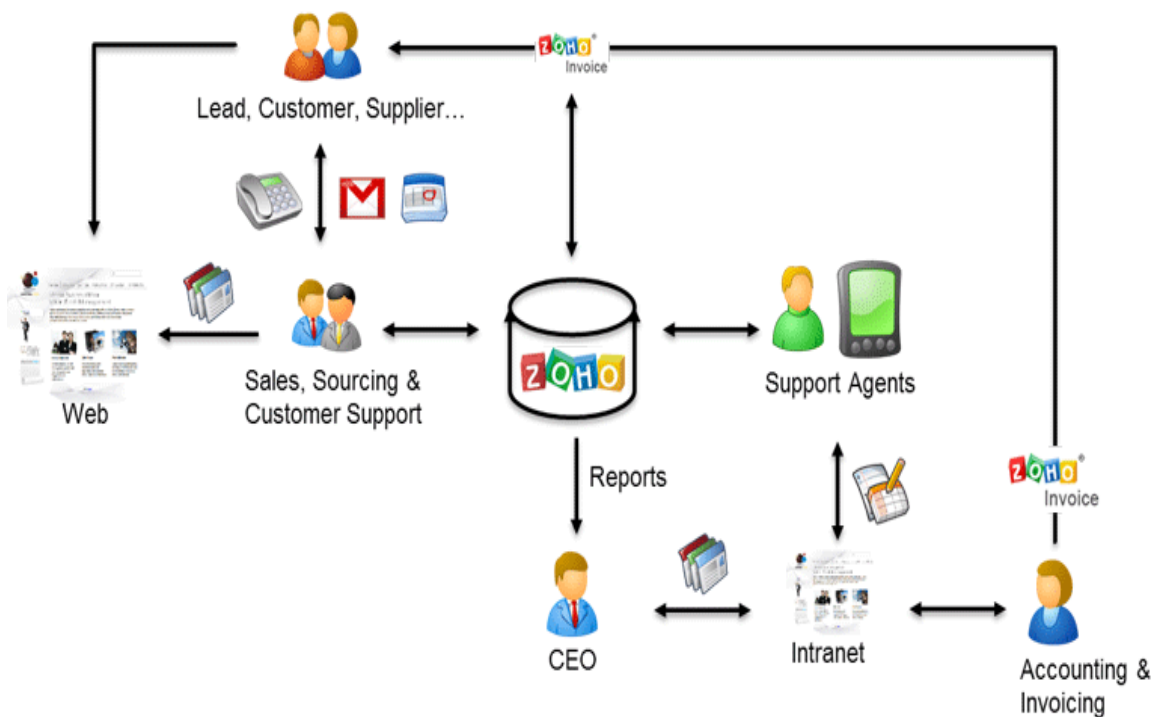 ZOHO®
Invoice
Lead, Customer, Supplier…
ZOHO
Sales, Sourcing &
Customer Support
Support Agents
Web
Reports
ZOHO®
Invoice
CEO
Intranet
Accounting &
Invoicing